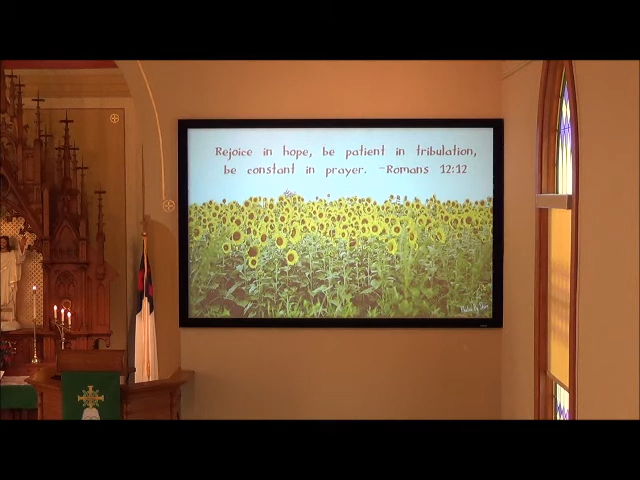 Rejoice in hope, be patient in tribulation,
be constant in prayer. -Romans 12:12